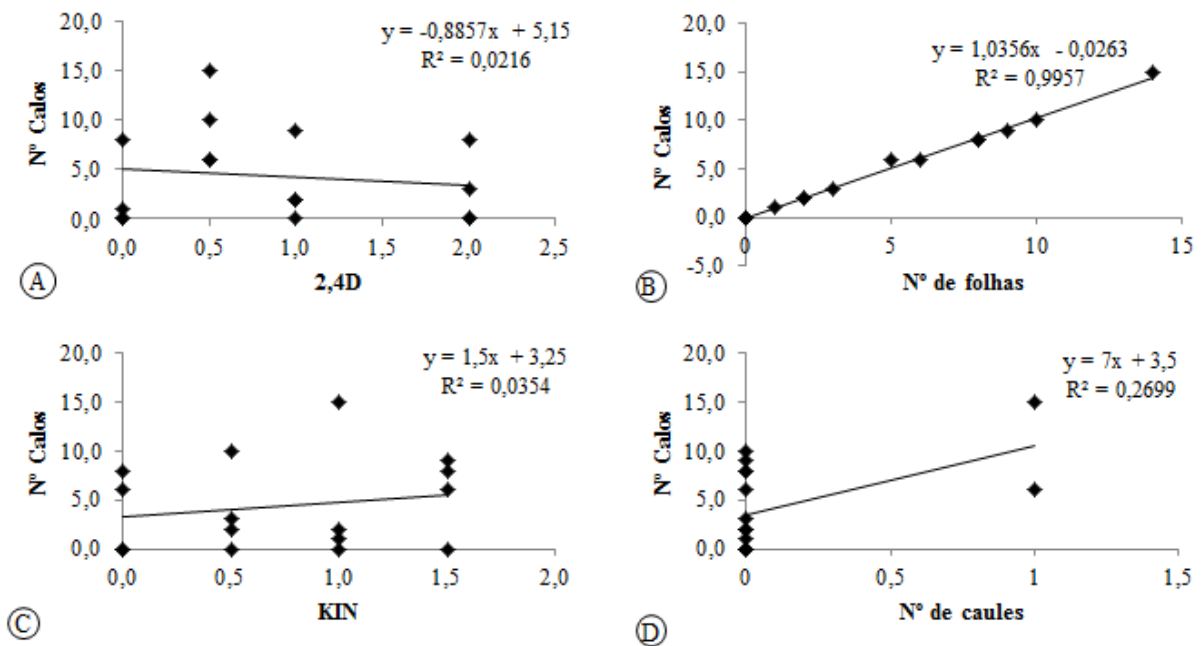 20,0
y = -0,8857x + 5,15
R² = 0,0216
15,0
10,0
5,0
0,0
Nº Calos
0,0 0,5 1,0 1,5 2,0 2,5
2,4D
A
20,0
y = 1,0356x - 0,0263
R² = 0,9957
15,0
10,0
5,0
0,0
-5,0
Nº Calos
5 10 15
Nº de folhas
B
20,0
y = 1,5x + 3,25
R² = 0,0354
15,0
10,0
5,0
0,0
Nº Calos
0,0 0,5 1,0 1,5 2,0
KIN
C
20,0
y = 7x + 3,5
R² = 0,2699
15,0
10,0
5,0
0,0
Nº Calos
0 0,5 1 1,5
Nº de caules
D